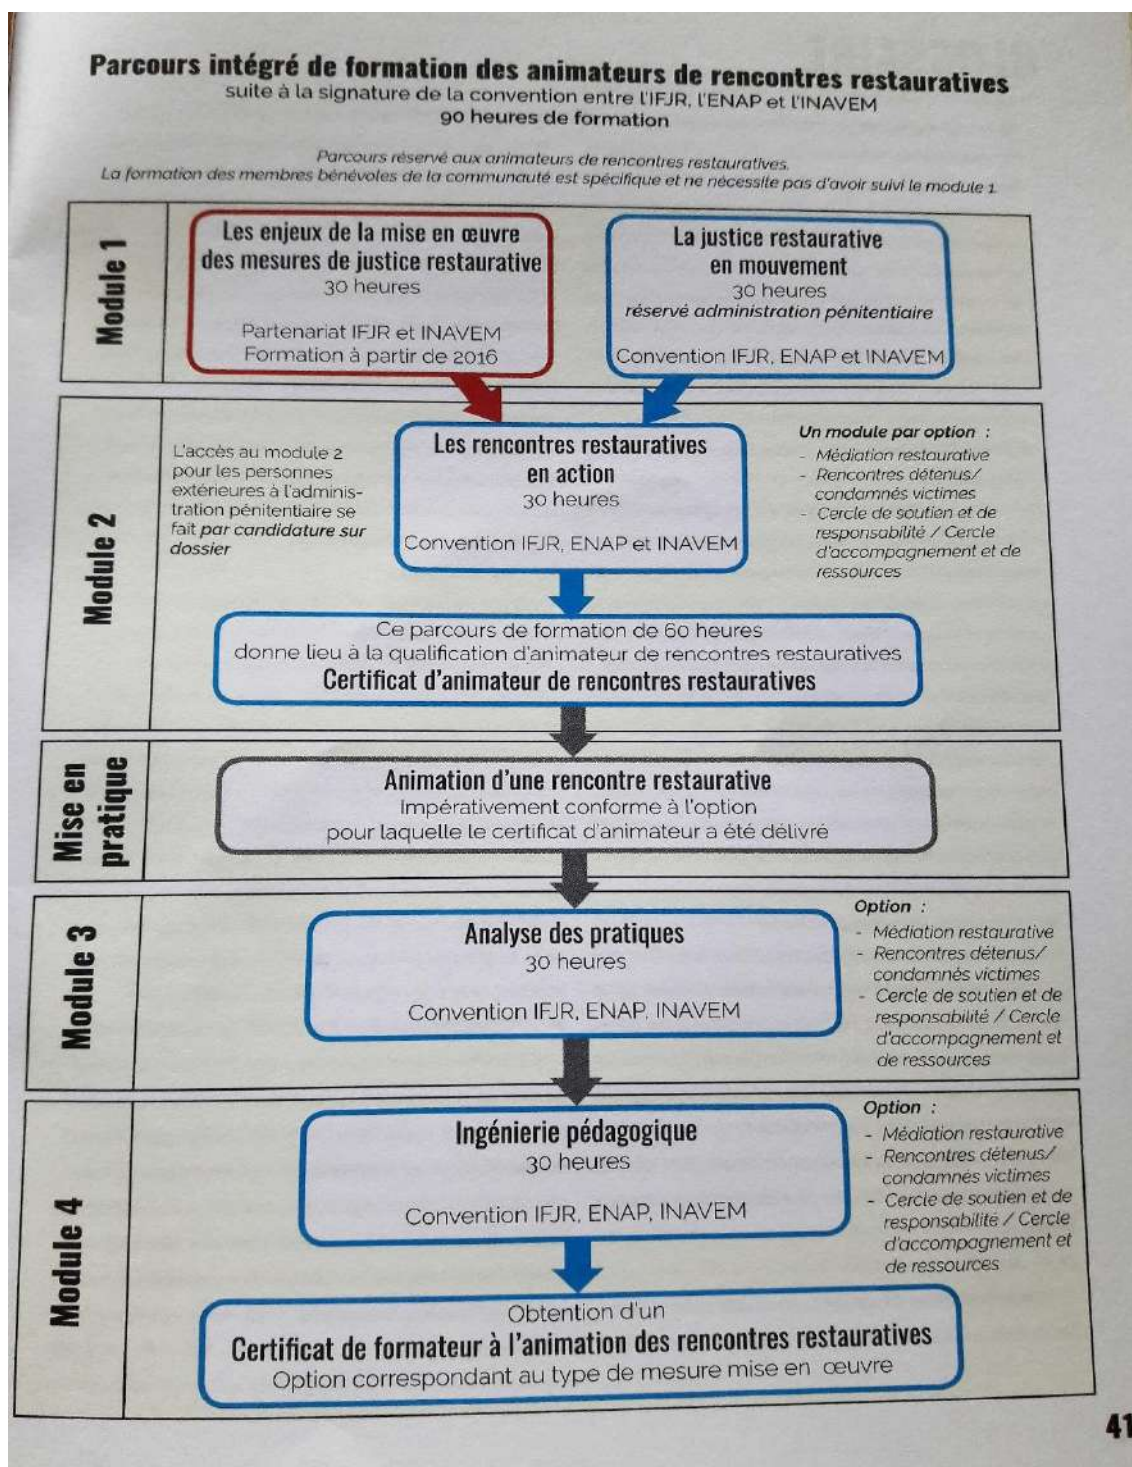 Parcours intégré de formation des animateurs de rencontres restauratives
suite à la signature de la convention entre l'IFJR, l'ENAP et l'INAVEM
90 heures de formation
Parcours réservé aux animateurs de rencontres restauratives.
La formation des membres bénévoles de la communauté est spécifique et ne nécessite pas d'avoir suivi le module 1.
Module 1
Les enjeux de la mise en œuvre
des mesures de justice restaurative
30 heures
Partenariat IFJR et INAVEM
Formation à partir de 2016
La justice restaurative
en mouvement
30 heures
réservé administration pénitentiaire
Convention IFJR, ENAP et INAVEM
Module 2
L'accès au module 2
pour les personnes
extérieures à l'adminis-
tration pénitentiaire se
fait par candidature sur
dossier
Les rencontres restauratives
en action
30 heures
Convention IFJR, ENAP et INAVEM
Un module par option :
- Médiation restaurative
- Rencontres détenus/
condamnés victimes
- Cercle de soutien et de
responsabilité / Cercle
d'accompagnement et de
ressources
Ce parcours de formation de 60 heures
donne lieu à la qualification d'animateur de rencontres restauratives
Certificat d'animateur de rencontres restauratives
Mise en
pratique
Animation d'une rencontre restaurative
Impérativement conforme à l'option
pour laquelle le certificat d'animateur a été délivré
Module 3
Analyse des pratiques
30 heures
Convention IFJR, ENAP, INAVEM
Option :
- Médiation restaurative
- Rencontres détenus/
condamnés victimes
- Cercle de soutien et de
responsabilité / Cercle
d'accompagnement et
de ressources
Module 4
Ingénierie pédagogique
30 heures
Convention IFJR, ENAP, INAVEM
Option :
- Médiation restaurative
- Rencontres détenus/
condamnés victimes
- Cercle de soutien et de
responsabilité / Cercle
d'accompagnement et
de ressources
Obtention d'un
Certificat de formateur à l'animation des rencontres restauratives
Option correspondant au type de mesure mise en œuvre
41